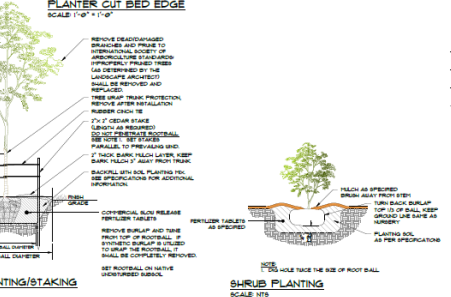 PLANTER CUT BED EDGE
SCALE: 1'-0" = 1'-0"
REMOVE DEAD/DAMAGED
BRANCHES AND PRUNE TO
INTERNATIONAL SOCIETY OF
ARBORICULTURE STANDARDS
IMPROPERLY PRUNED TREES
(AS DETERMINED BY THE
LANDSCAPE ARCHITECT)
SHALL BE REMOVED AND
REPLACED.
TREE WRAP TRUNK PROTECTION,
REMOVE AFTER INSTALLATION
RUBBER CINCH TIE
2"x 2" CEDAR STAKE
(LENGTH AS REQUIRED)
DO NOT PENETRATE ROOTBALL
SEE NOTE 1. SET STAKES
PARALLEL TO PREVAILING WIND.
2" THICK BARK MULCH LAYER, KEEP
BARK MULCH 3" AWAY FROM TRUNK
BACKFILL WITH SOIL PLANTING MIX.
SEE SPECIFICATIONS FOR ADDITIONAL
INFORMATION.
FINISH
GRADE
COMMERCIAL SLOW RELEASE
FERTILIZER TABLETS
REMOVE BURLAP AND TWINE
FROM TOP OF ROOTBALL. IF
SYNTHETIC BURLAP IS UTILIZED
TO WRAP THE ROOTBALL, IT
SHALL BE COMPLETELY REMOVED.
SET ROOTBALL ON NATIVE
UNDISTURBED SUBSOIL
BALL DIAMETER
BALL DIAMETER
NTING/STAKING
MULCH AS SPECIFIED
BRUSH AWAY FROM STEM
TURN BACK BURLAP
TOP 1/3 OF BALL, KEEP
GROUND LINE SAME AS
NURSERY
FERTILIZER TABLETS
AS SPECIFIED
PLANTING SOIL
AS PER SPECIFICATIONS
NOTE:
1. DIG HOLE TWICE THE SIZE OF ROOT BALL
SHRUB PLANTING
SCALE: NTS